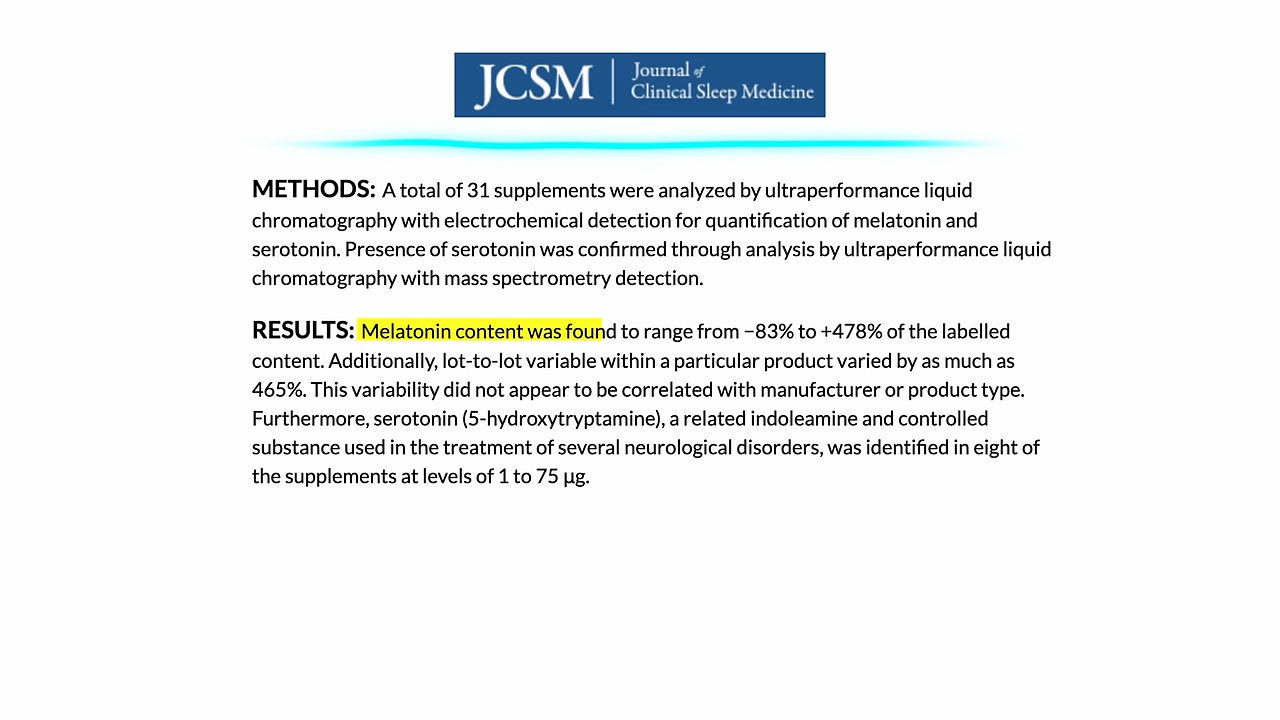 JCSM
Journal of
Clinical Sleep Medicine
METHODS: A total of 31 supplements were analyzed by ultraperformance liquid
chromatography with electrochemical detection for quantification of melatonin and
serotonin. Presence of serotonin was confirmed through analysis by ultraperformance liquid
chromatography with mass spectrometry detection.
RESULTS: Melatonin content was found to range from −83% to +478% of the labelled
content. Additionally, lot-to-lot variable within a particular product varied by as much as
465%. This variability did not appear to be correlated with manufacturer or product type.
Furthermore, serotonin (5-hydroxytryptamine), a related indoleamine and controlled
substance used in the treatment of several neurological disorders, was identified in eight of
the supplements at levels of 1 to 75 μg.